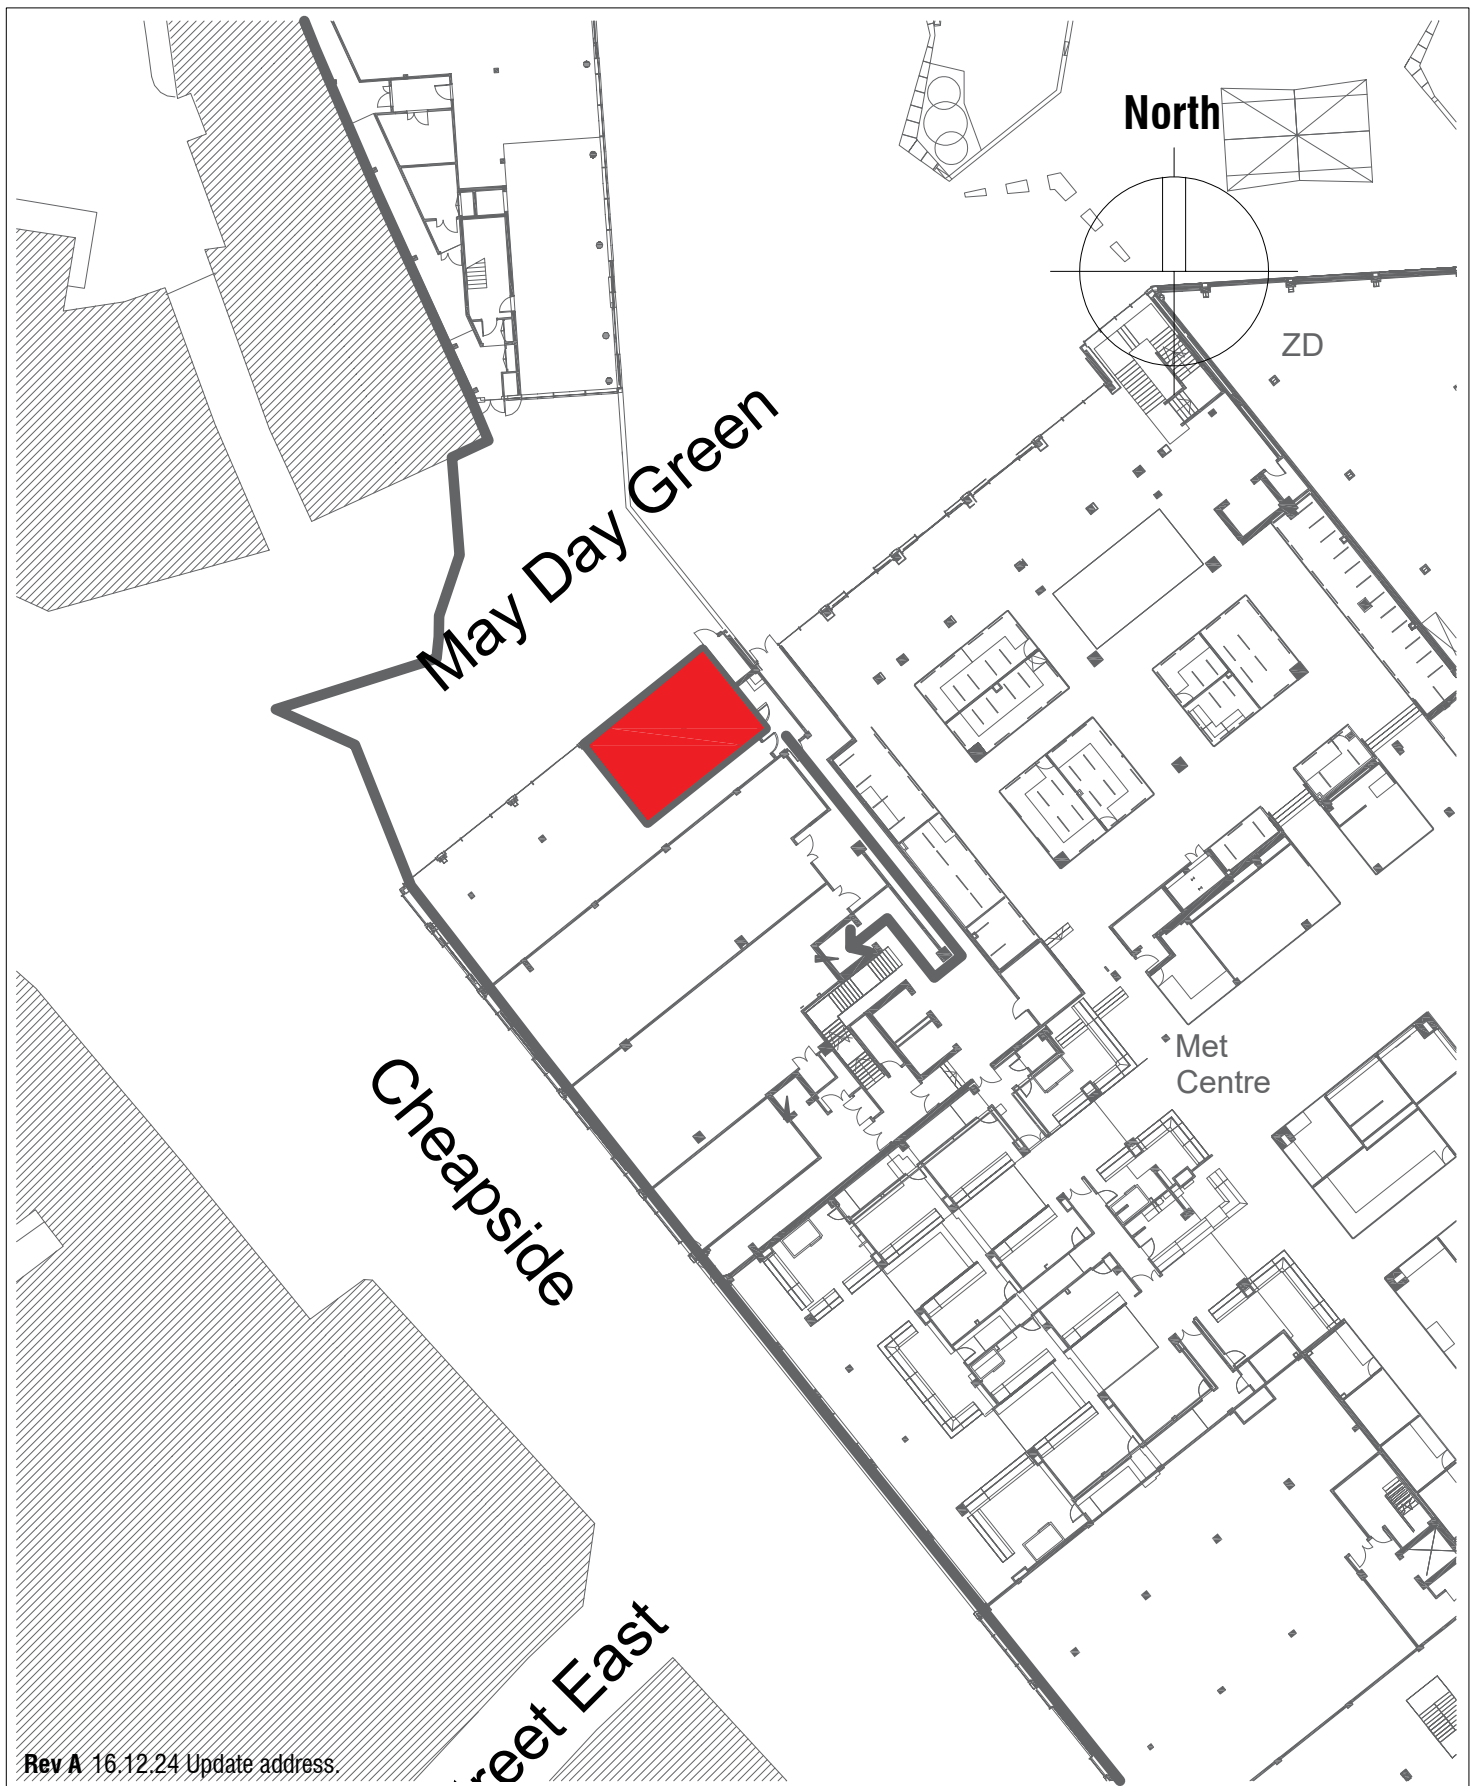 North
ZD
May Day Green
Met
Centre
Cheapside
reet East
Rev A 16.12.24 Update address.